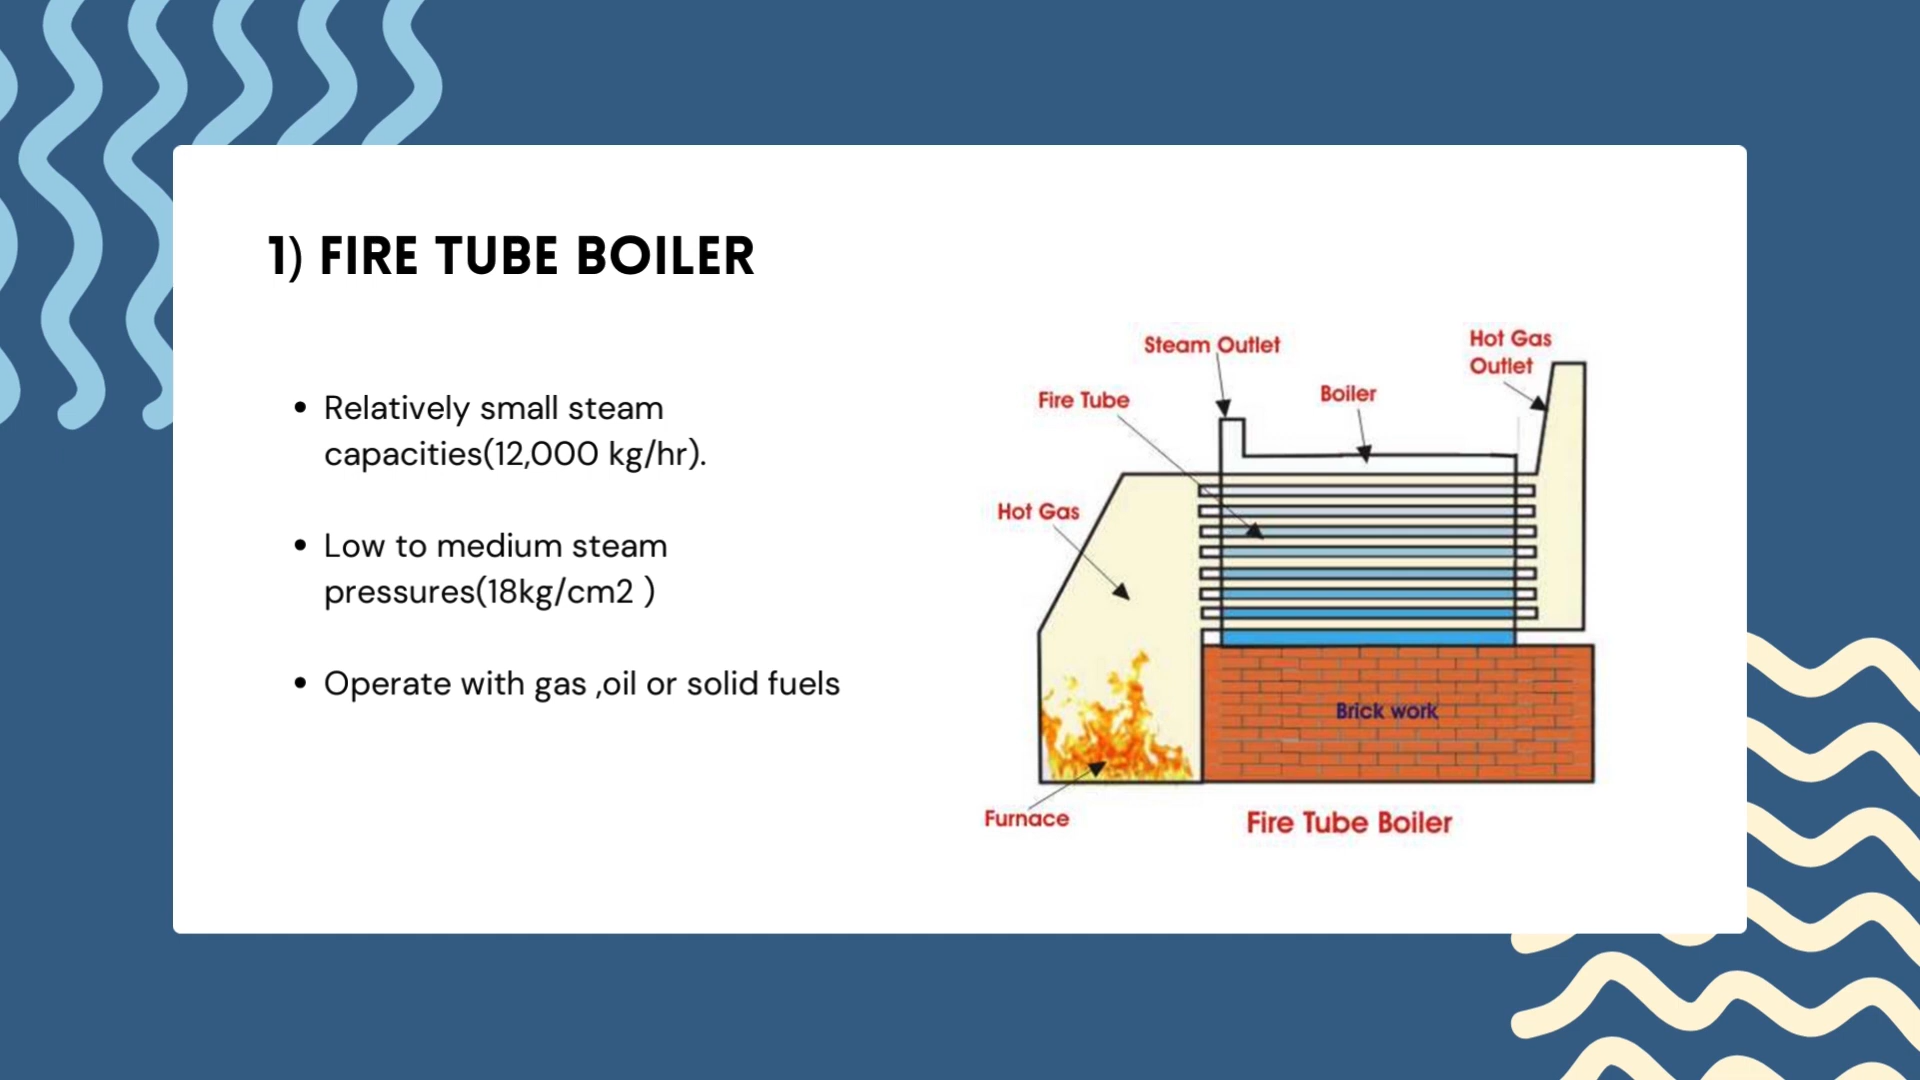 1) FIRE TUBE BOILER
• Relatively small steam
capacities(12,000 kg/hr).
• Low to medium steam
pressures(18kg/cm2 )
• Operate with gas ,oil or solid fuels
Steam Outlet
Hot Gas
Outlet
Fire Tube
Boiler
Hot Gas
Brick work
Furnace
Fire Tube Boiler